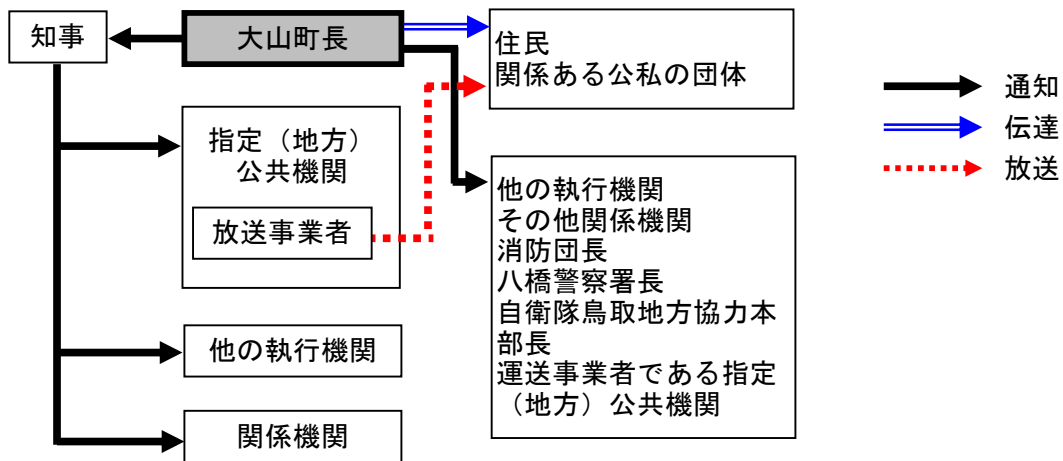 知事
大山町長
住民
関係ある公私の団体
通知
伝達
放送
指定（地方）
公共機関
放送事業者
他の執行機関
その他関係機関
消防団長
八橋警察署長
自衛隊鳥取地方協力本
部長
運送事業者である指定
（地方）公共機関
他の執行機関
関係機関